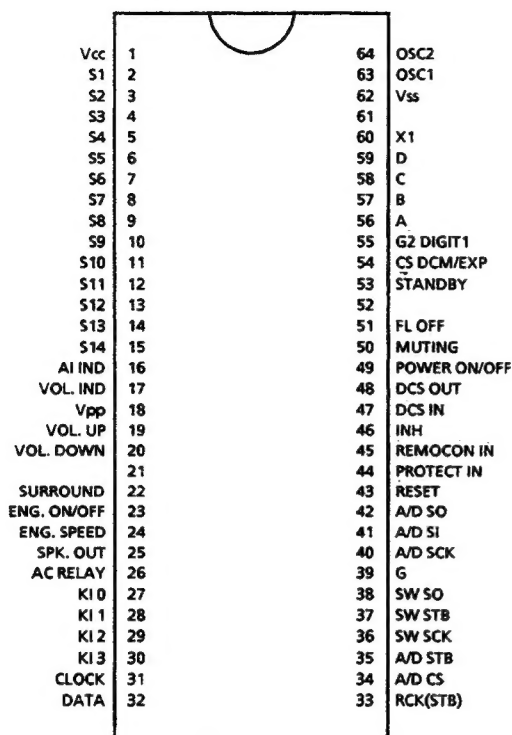 Vcc 1 64 OSC2
S1 2 63 OSC1
S2 3 62 Vss
S3 4 61
S4 5 60 X1
S5 6 59 D
S6 7 58 C
S7 8 57 B
S8 9 56 A
S9 10 55 G2 DIGIT1
S10 11 54 CS DCM/EXP
S11 12 53 STANDBY
S12 13 52
S13 14 51 FL OFF
S14 15 50 MUTING
AI IND 16 49 POWER ON/OFF
VOL. IND 17 48 DCS OUT
Vpp 18 47 DCS IN
VOL. UP 19 46 INH
VOL. DOWN 20 45 REMOCON IN
21 44 PROTECT IN
SURROUND 22 43 RESET
ENG. ON/OFF 23 42 A/D SO
ENG. SPEED 24 41 A/D SI
SPK. OUT 25 40 A/D SCK
AC RELAY 26 39 G
KI 0 27 38 SW SO
KI 1 28 37 SW STB
KI 2 29 36 SW SCK
KI 3 30 35 A/D STB
CLOCK 31 34 A/D CS
DATA 32 33 RCK(STB)